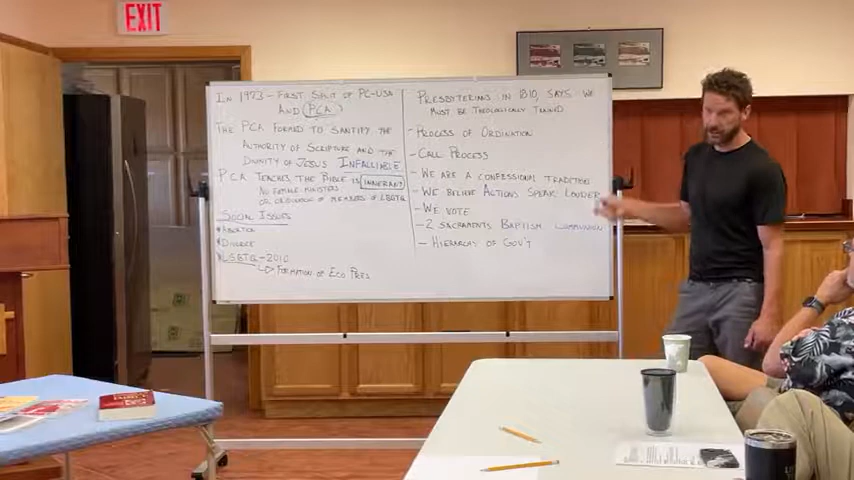 EXIT
In 1973 - First Split of PC-USA
and PCA
The PCA formed to santify the
authority of Scripture and the
Divinity of Jesus Infalliable
PCA Teaches the Bible is Innerant
No female ministers
or ordinance of members of LBGTQ
Social Issues
Abortion
Divorce
LGBTQ - 2010
Formation of Eco Pres
Presbyterians in 1810, says we
must be theologically trained
- Process of Ordination
- Call Process
- We are a confessional tradition
- We believe Actions Speak Louder
- We vote
- 2 Sacraments Baptism Communion
- Hierarchy of Gov't